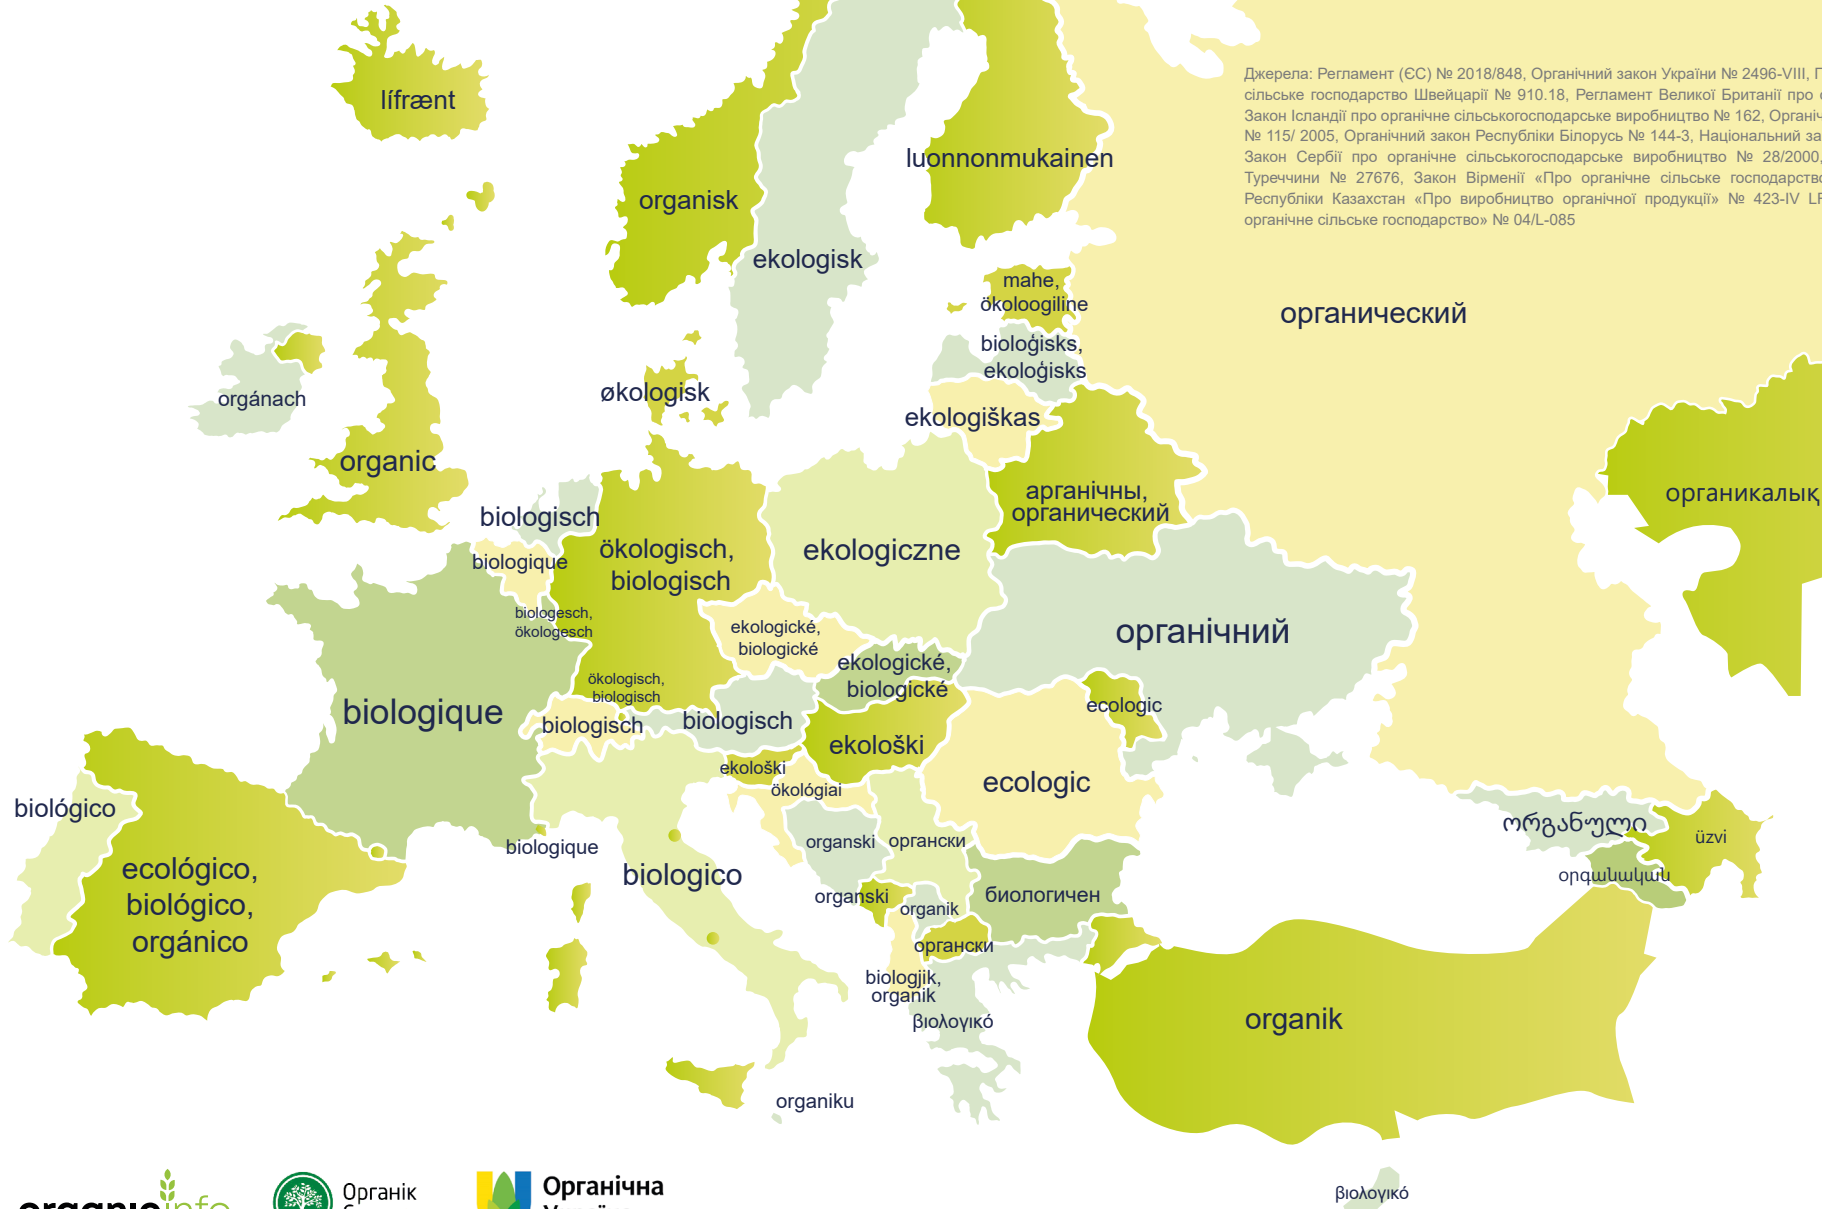 lífrænt
Джерела: Регламент (ЄС) № 2018/848, Органічний закон України № 2496-VIII,
сільське господарство Швейцарії № 910.18, Регламент Великої Британії про
Закон Ісландії про органічне сільськогосподарське виробництво № 162,
№ 115/ 2005, Органічний закон Республіки Білорусь № 144-3, Національний
Закон Сербії про органічне сільськогосподарське виробництво № 28/2000,
Туреччини № 27676, Закон Вірменії «Про органічне сільське господарство
Республіки Казахстан «Про виробництво органічної продукції» № 423-IV
органічне сільське господарство» № 04/L-085
luonnonmukainen
organisk
ekologisk
mahe,
ökoloogiline
органический
bioloģisks,
ekoloģisks
orgánach
økologisk
ekologiškas
organic
арганічны,
органический
органикалық
biologisch
ökologisch,
biologisch
ekologiczne
biologique
biologesch,
ökologesch
ekologické,
biologické
органічний
ekologické,
biologické
ökologisch,
biologisch
biologique
biologisch
biologisch
ecologic
ekološki
ekološki
ökológiai
ecologic
biológico
ორგანული
üzvi
biologique
organski
органски
ecológico,
biológico,
orgánico
biologico
օրգանական
organski
organik
биологичен
органски
biologjik,
organik
βιολογικό
organik
organiku
Органік
Органічна
βιολογικό